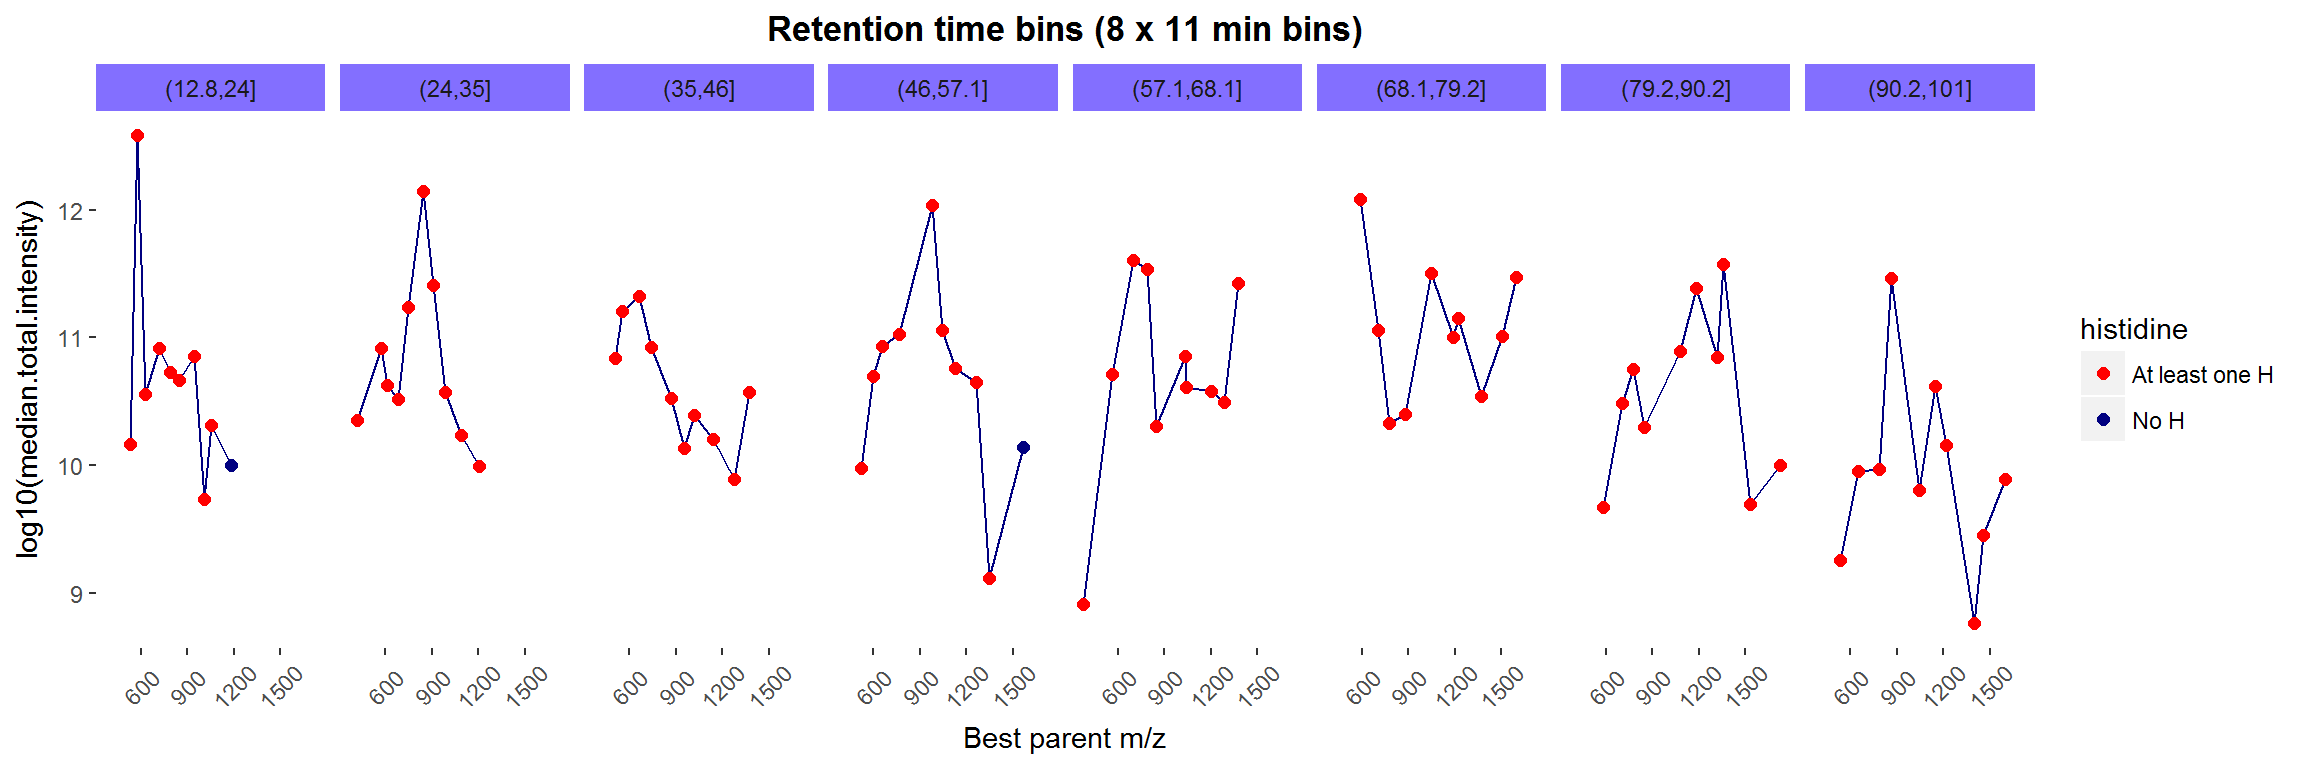 Retention time bins (8 x 11 min bins)
(12.8,24] (24,35] (35,46] (46,57.1] (57.1,68.1] (68.1,79.2] (79.2,90.2] (90.2,101]
log10(median.total.intensity)
12
11
10
9
histidine
At least one H
No H
600 900 1200 1500 600 900 1200 1500 600 900 1200 1500 600 900 1200 1500 600 900 1200 1500 600 900 1200 1500 600 900 1200 1500 600 900 1200 1500
Best parent m/z